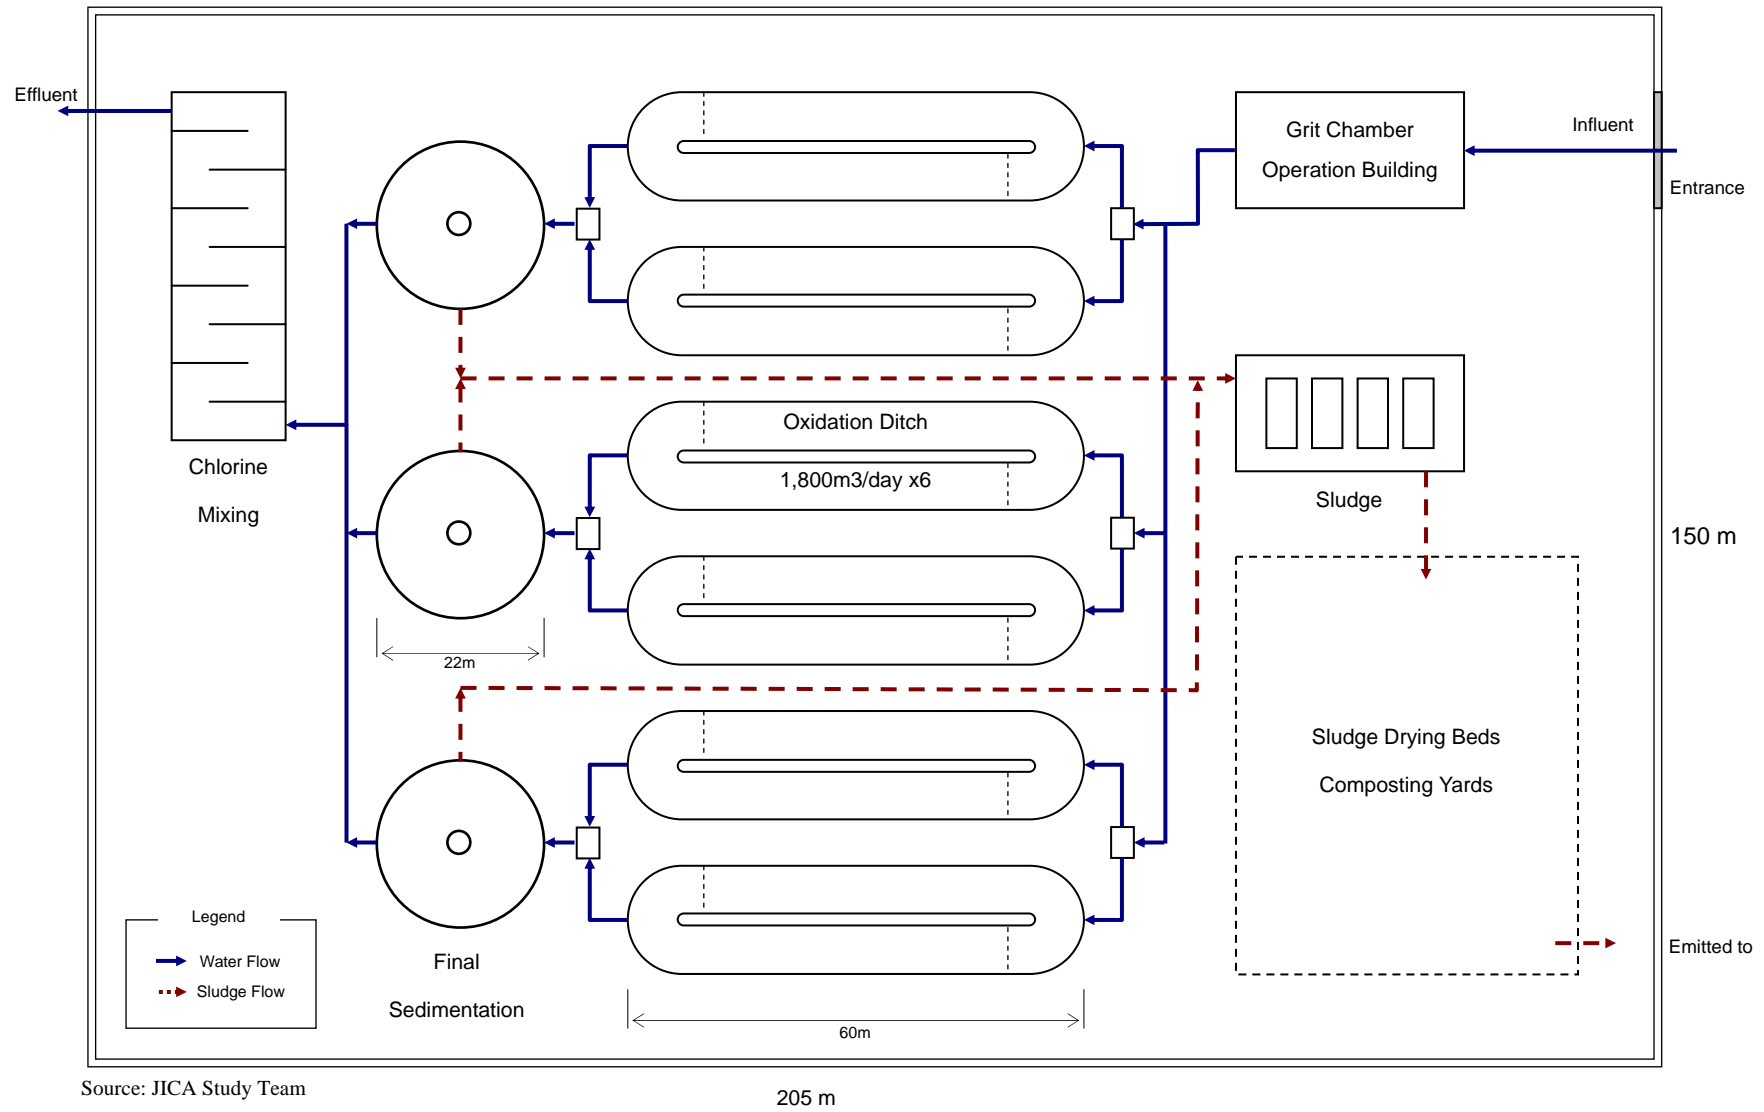 Effluent
Grit Chamber
Operation Building
Influent
Entrance
Oxidation Ditch
1,800m3/day x6
Chlorine
Mixing
Sludge
150 m
22m
Sludge Drying Beds
Composting Yards
Legend
Water Flow
Sludge Flow
Final
Sedimentation
Emitted to
60m
Source: JICA Study Team
205 m